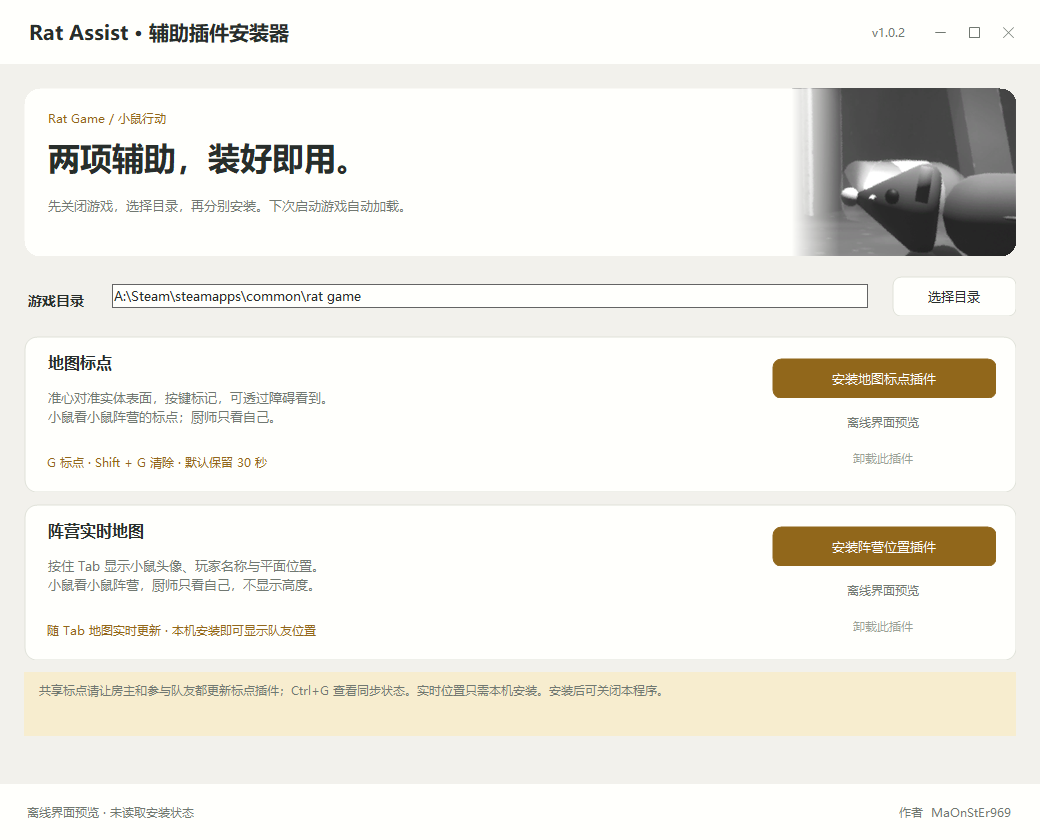 Rat Assist • 辅助插件安装器
v1.0.2
Rat Game / 小鼠行动
两项辅助，装好即用。
先关闭游戏，选择目录，再分别安装。下次启动游戏自动加载。
游戏目录
A:\Steam\steamapps\common\rat game
选择目录
地图标点
准心对准实体表面，按键标记，可透过障碍看到。
小鼠看小鼠阵营的标点；厨师只看自己。
G 标点 · Shift + G 清除 · 默认保留 30 秒
安装地图标点插件
离线界面预览
卸载此插件
阵营实时地图
按住 Tab 显示小鼠头像、玩家名称与平面位置。
小鼠看小鼠阵营，厨师只看自己，不显示高度。
随 Tab 地图实时更新 · 本机安装即可显示队友位置
安装阵营位置插件
离线界面预览
卸载此插件
共享标点请让房主和参与队友都更新标点插件；Ctrl+G 查看同步状态。实时位置只需本机安装。安装后可关闭本程序。
离线界面预览 · 未读取安装状态
作者 MaOnStEr969